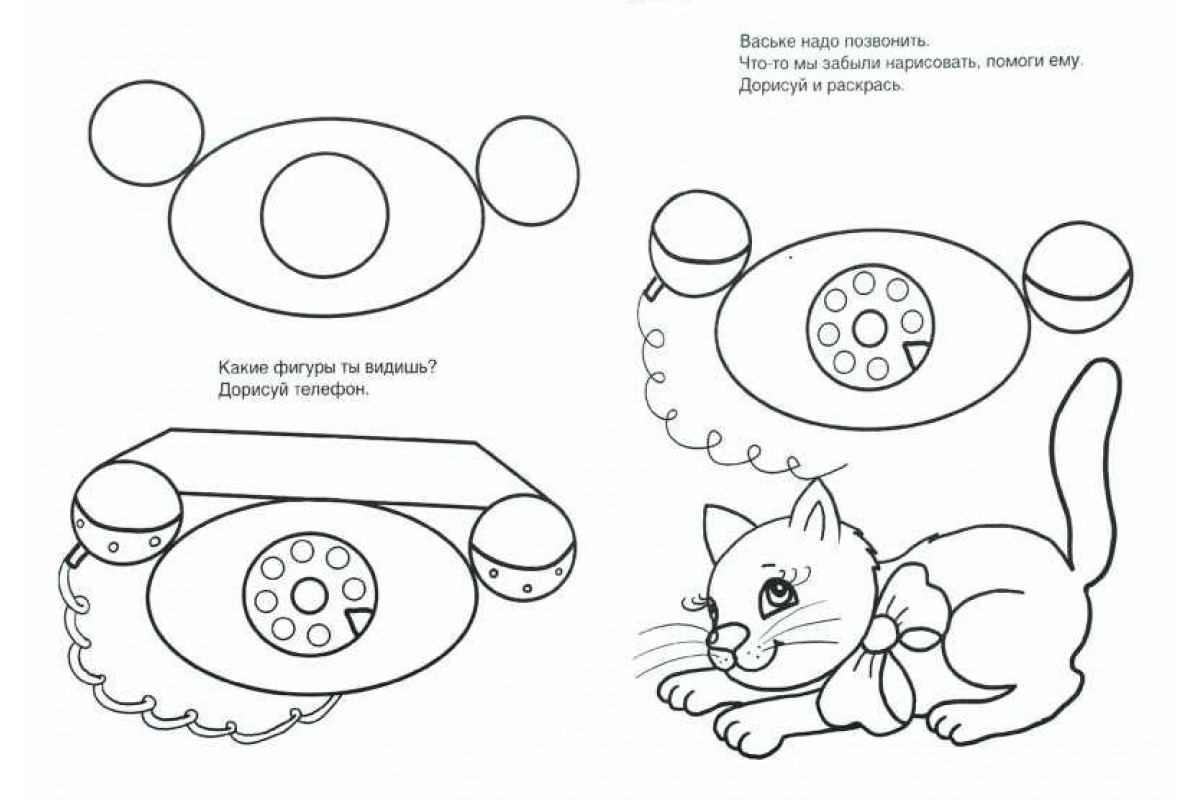 Какие фигуры ты видишь?
Дорисуй телефон.
Ваське надо позвонить.
Что-то мы забыли нарисовать, помоги ему.
Дорисуй и раскрась.